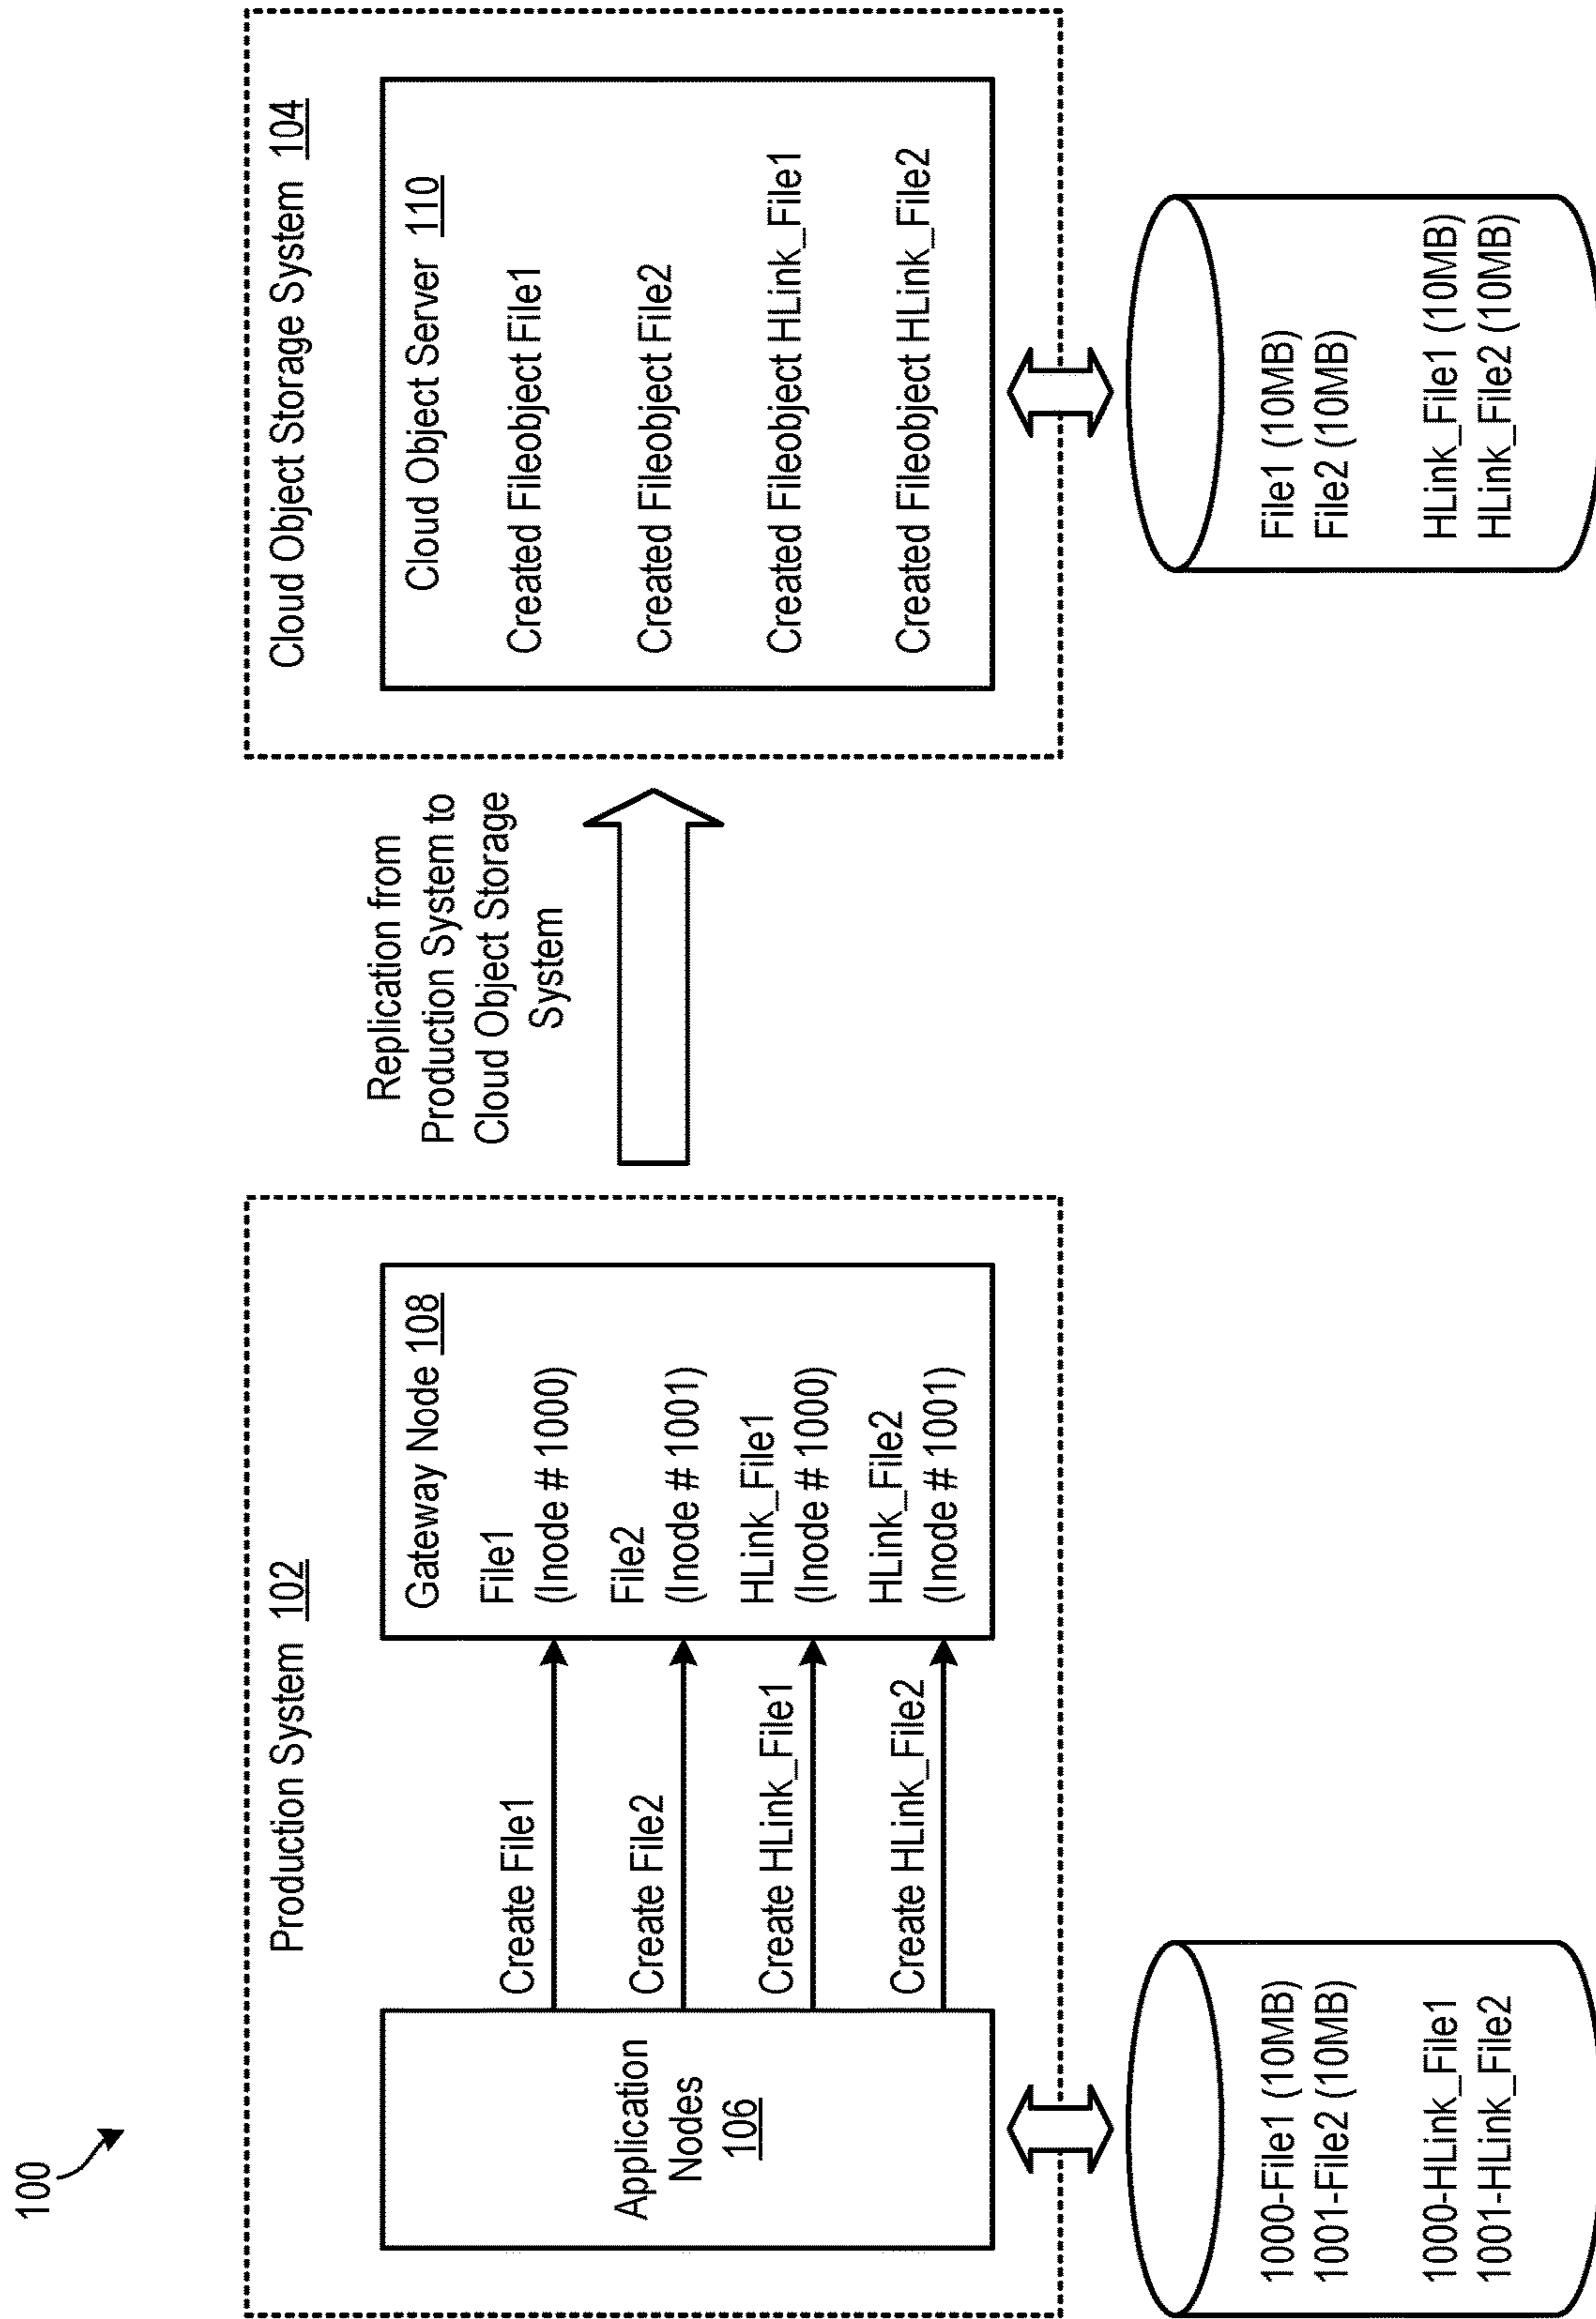 100
Production System 102
Application
Nodes
106
Create File1
Create File2
Create HLink_File1
Create HLink_File2
Gateway Node 108
File1
(Inode # 1000)
File2
(Inode # 1001)
HLink_File1
(Inode # 1000)
HLink_File2
(Inode # 1001)
1000-File1 (10MB)
1001-File2 (10MB)
1000-HLink_File1
1001-HLink_File2
Replication from
Production System to
Cloud Object Storage
System
Cloud Object Storage System 104
Cloud Object Server 110
Created Fileobject File1
Created Fileobject File2
Created Fileobject HLink_File1
Created Fileobject HLink_File2
File1 (10MB)
File2 (10MB)
HLink_File1 (10MB)
HLink_File2 (10MB)